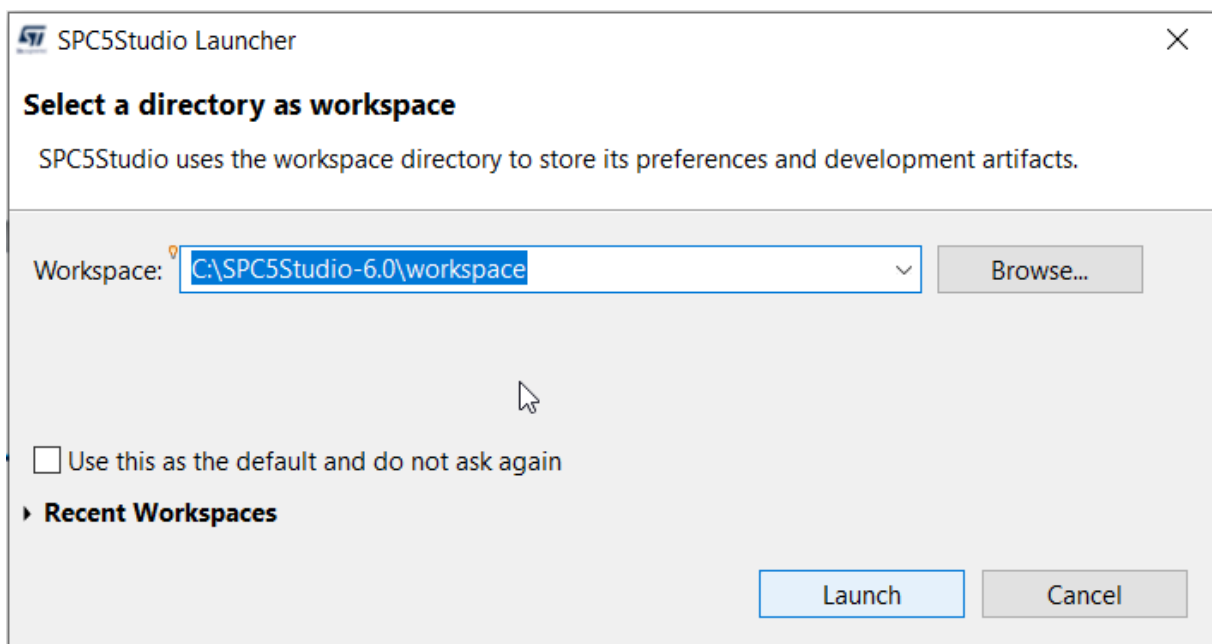 SPC5Studio Launcher
Select a directory as workspace
SPC5Studio uses the workspace directory to store its preferences and development artifacts.
Workspace: C:\SPC5Studio-6.0\workspace Browse...
Use this as the default and do not ask again
Recent Workspaces
Launch Cancel